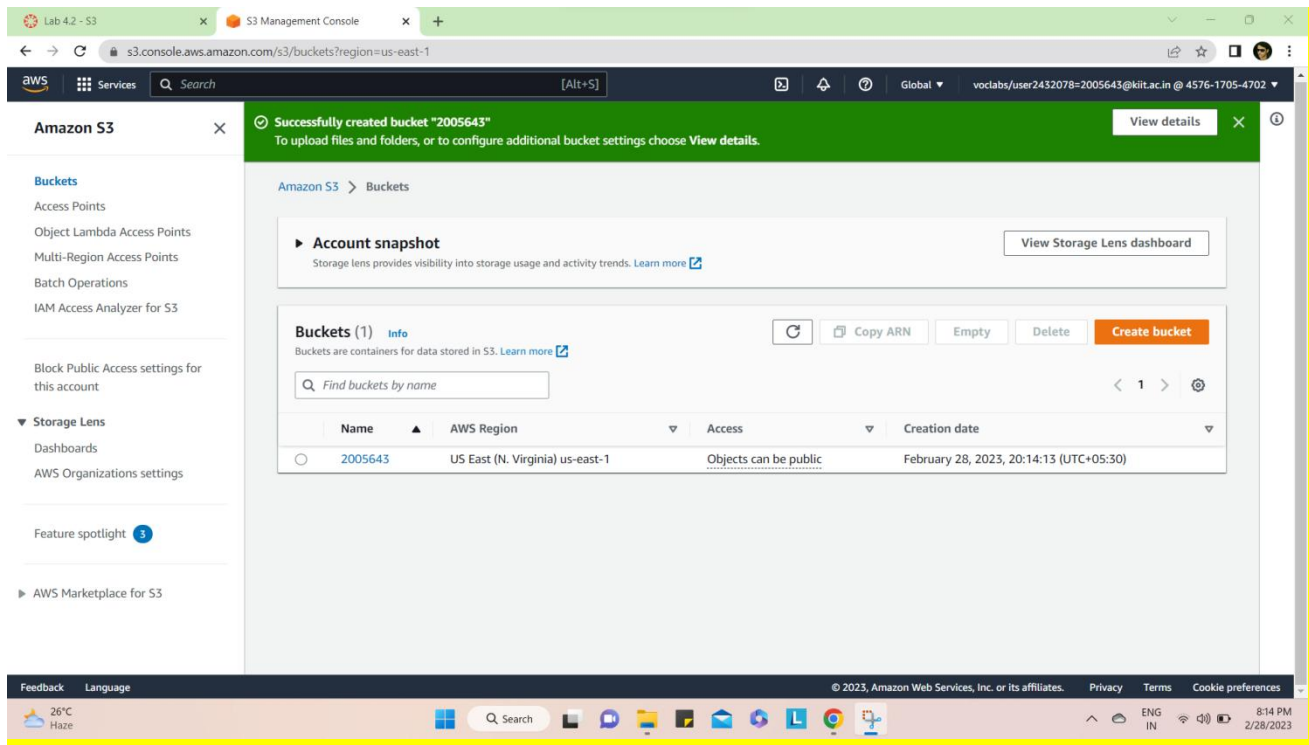 Lab 4.2 - S3
S3 Management Console
s3.console.aws.amazon.com/s3/buckets?region=us-east-1
aws Services Search [Alt+S] Global voclabs/user2432078=2005643@kiit.ac.in @ 4576-1705-4702
Amazon S3
Buckets
Access Points
Object Lambda Access Points
Multi-Region Access Points
Batch Operations
IAM Access Analyzer for S3
Block Public Access settings for
this account
Storage Lens
Dashboards
AWS Organizations settings
Feature spotlight 3
AWS Marketplace for S3
Successfully created bucket "2005643"
To upload files and folders, or to configure additional bucket settings choose View details.
View details
Amazon S3 > Buckets
Account snapshot
Storage lens provides visibility into storage usage and activity trends. Learn more
View Storage Lens dashboard
Buckets (1) Info
Buckets are containers for data stored in S3. Learn more
Copy ARN Empty Delete Create bucket
Find buckets by name
< 1 >
Name AWS Region Access Creation date
2005643 US East (N. Virginia) us-east-1 Objects can be public February 28, 2023, 20:14:13 (UTC+05:30)
Feedback Language © 2023, Amazon Web Services, Inc. or its affiliates. Privacy Terms Cookie preferences
26°C
Haze
Search
L
ENG
IN
8:14 PM
2/28/2023